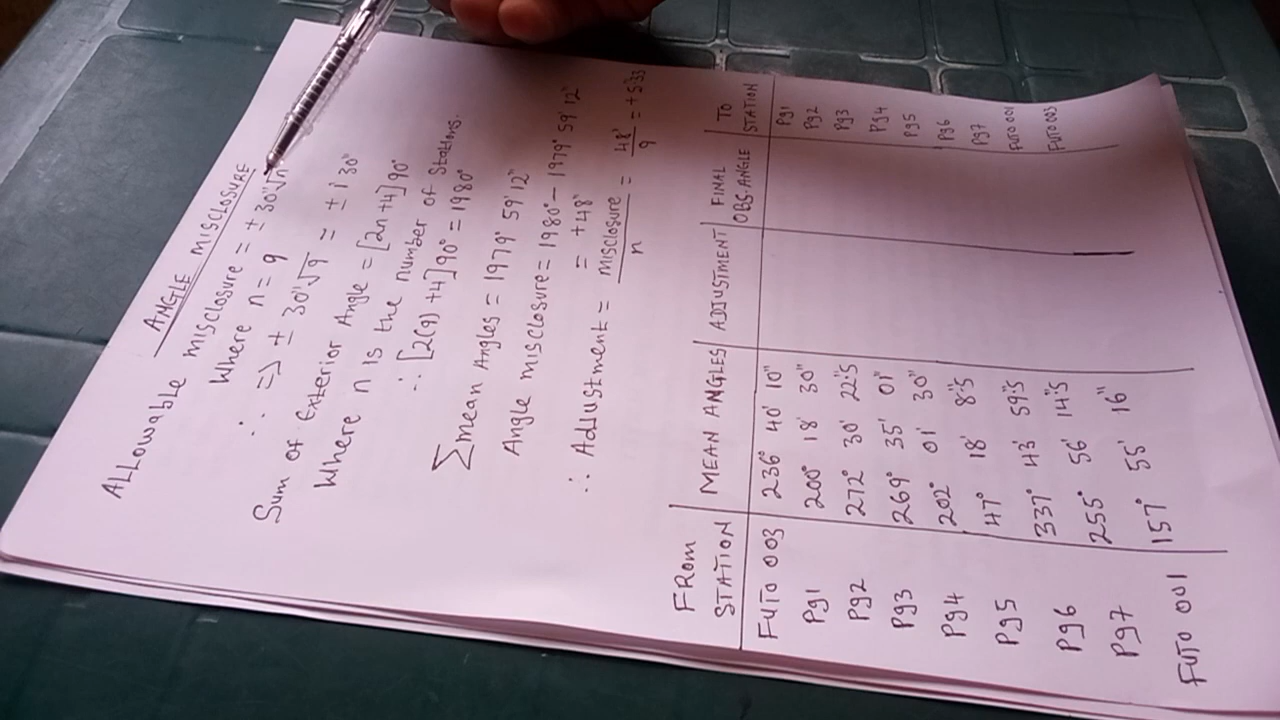 ANGLE MISCLOSURE
ALLOWable MISCLOSURE = ± 30"√n
Where n = 9
∴ => ± 30"√9 = ± 1' 30"
Sum of Exterior Angle = [2n +4] 90°
Where n is the number of Stations.
∴ [2(9) +4] 90° = 1980°
∑mean Angles = 1979° 59' 12"
Angle misclosure = 1980° - 1979° 59' 12"
= +48"
∴ Adjustment = misclosure / n = 48" / 9 = + 5.33
FROM STATION | MEAN ANGLES | ADJUSTMENT | FINAL OBS. ANGLE | TO STATION
FUTO 003 236° 40' 10" Pg1
Pg1 200° 18' 30" Pg2
Pg2 272° 30' 22".5 Pg3
Pg3 269° 35' 01" Pg4
Pg4 202° 01' 30" Pg5
Pg5 47° 18' 8".5 Pg6
Pg6 337° 43' 59".5 Pg7
Pg7 255° 56' 14".5 FUTO 001
FUTO 001 157° 55' 16" FUTO 003